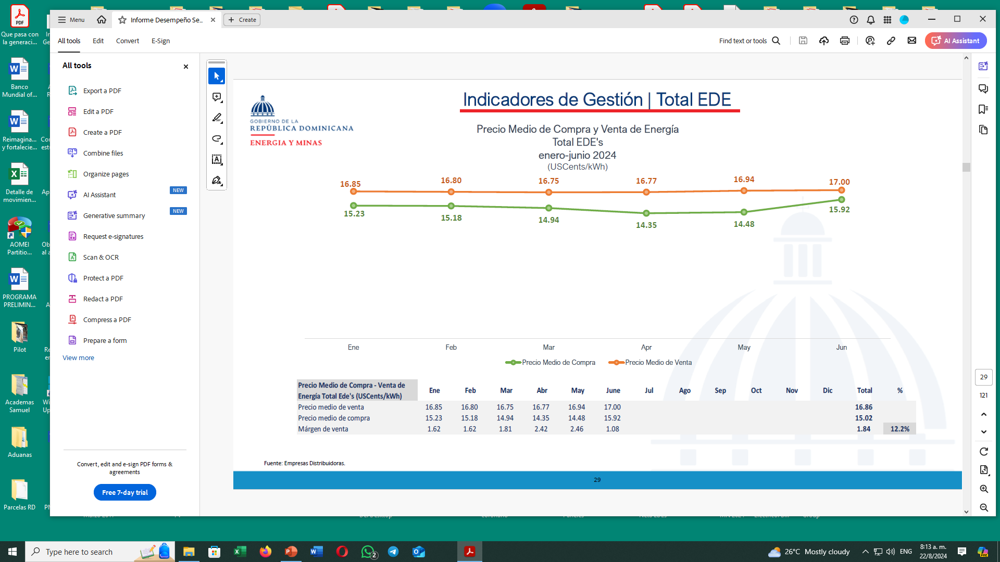 Menu
Informe Desempeño Se...
Create
All tools
Edit
Convert
E-Sign
Find text or tools
AI Assistant
All tools
Export a PDF
Edit a PDF
Create a PDF
Combine files
Organize pages
AI Assistant
NEW
Generative summary
NEW
Request e-signatures
Scan & OCR
Protect a PDF
Redact a PDF
Compress a PDF
Prepare a form
View more
Convert, edit and e-sign PDF forms &
agreements
Free 7-day trial
GOBIERNO DE LA
REPÚBLICA DOMINICANA
ENERGIA Y MINAS
Indicadores de Gestión | Total EDE
Precio Medio de Compra y Venta de Energía
Total EDE's
enero-junio 2024
(USCents/kWh)
16.85 16.80 16.75 16.77 16.94 17.00
15.23 15.18 14.94 14.35 14.48 15.92
Ene Feb Mar Apr May Jun
Precio Medio de Compra Precio Medio de Venta
Precio Medio de Compra - Venta de
Energía Total Ede's (USCents/kWh) Ene Feb Mar Abr May June Jul Ago Sep Oct Nov Dic Total %
Precio medio de venta 16.85 16.80 16.75 16.77 16.94 17.00 16.86
Precio medio de compra 15.23 15.18 14.94 14.35 14.48 15.92 15.02
Márgen de venta 1.62 1.62 1.81 2.42 2.46 1.08 1.84 12.2%
Fuente: Empresas Distribuidoras.
29
29
121
PDF
Que pasa con
la generaci...
Banco
Mundial of...
Reimagina...
y fortalecie...
Detalle de
movimien...
AOMEI
Partitio...
PROGRAMA
PRELIMIN...
Pilot
Academas
Samuel
Aduanas
Parcelas RD
Type here to search
2
26°C Mostly cloudy
ENG
8:13 a. m.
22/8/2024